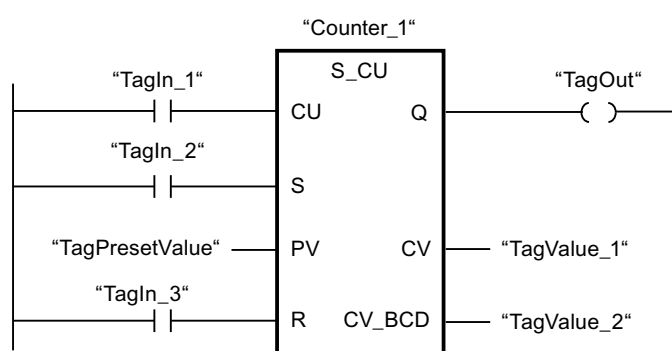 “Counter_1“
S_CU
“TagIn_1“
“TagOut“
CU
Q
“TagIn_2“
S
“TagPresetValue“
PV
CV
“TagValue_1“
“TagIn_3“
R
CV_BCD
“TagValue_2“